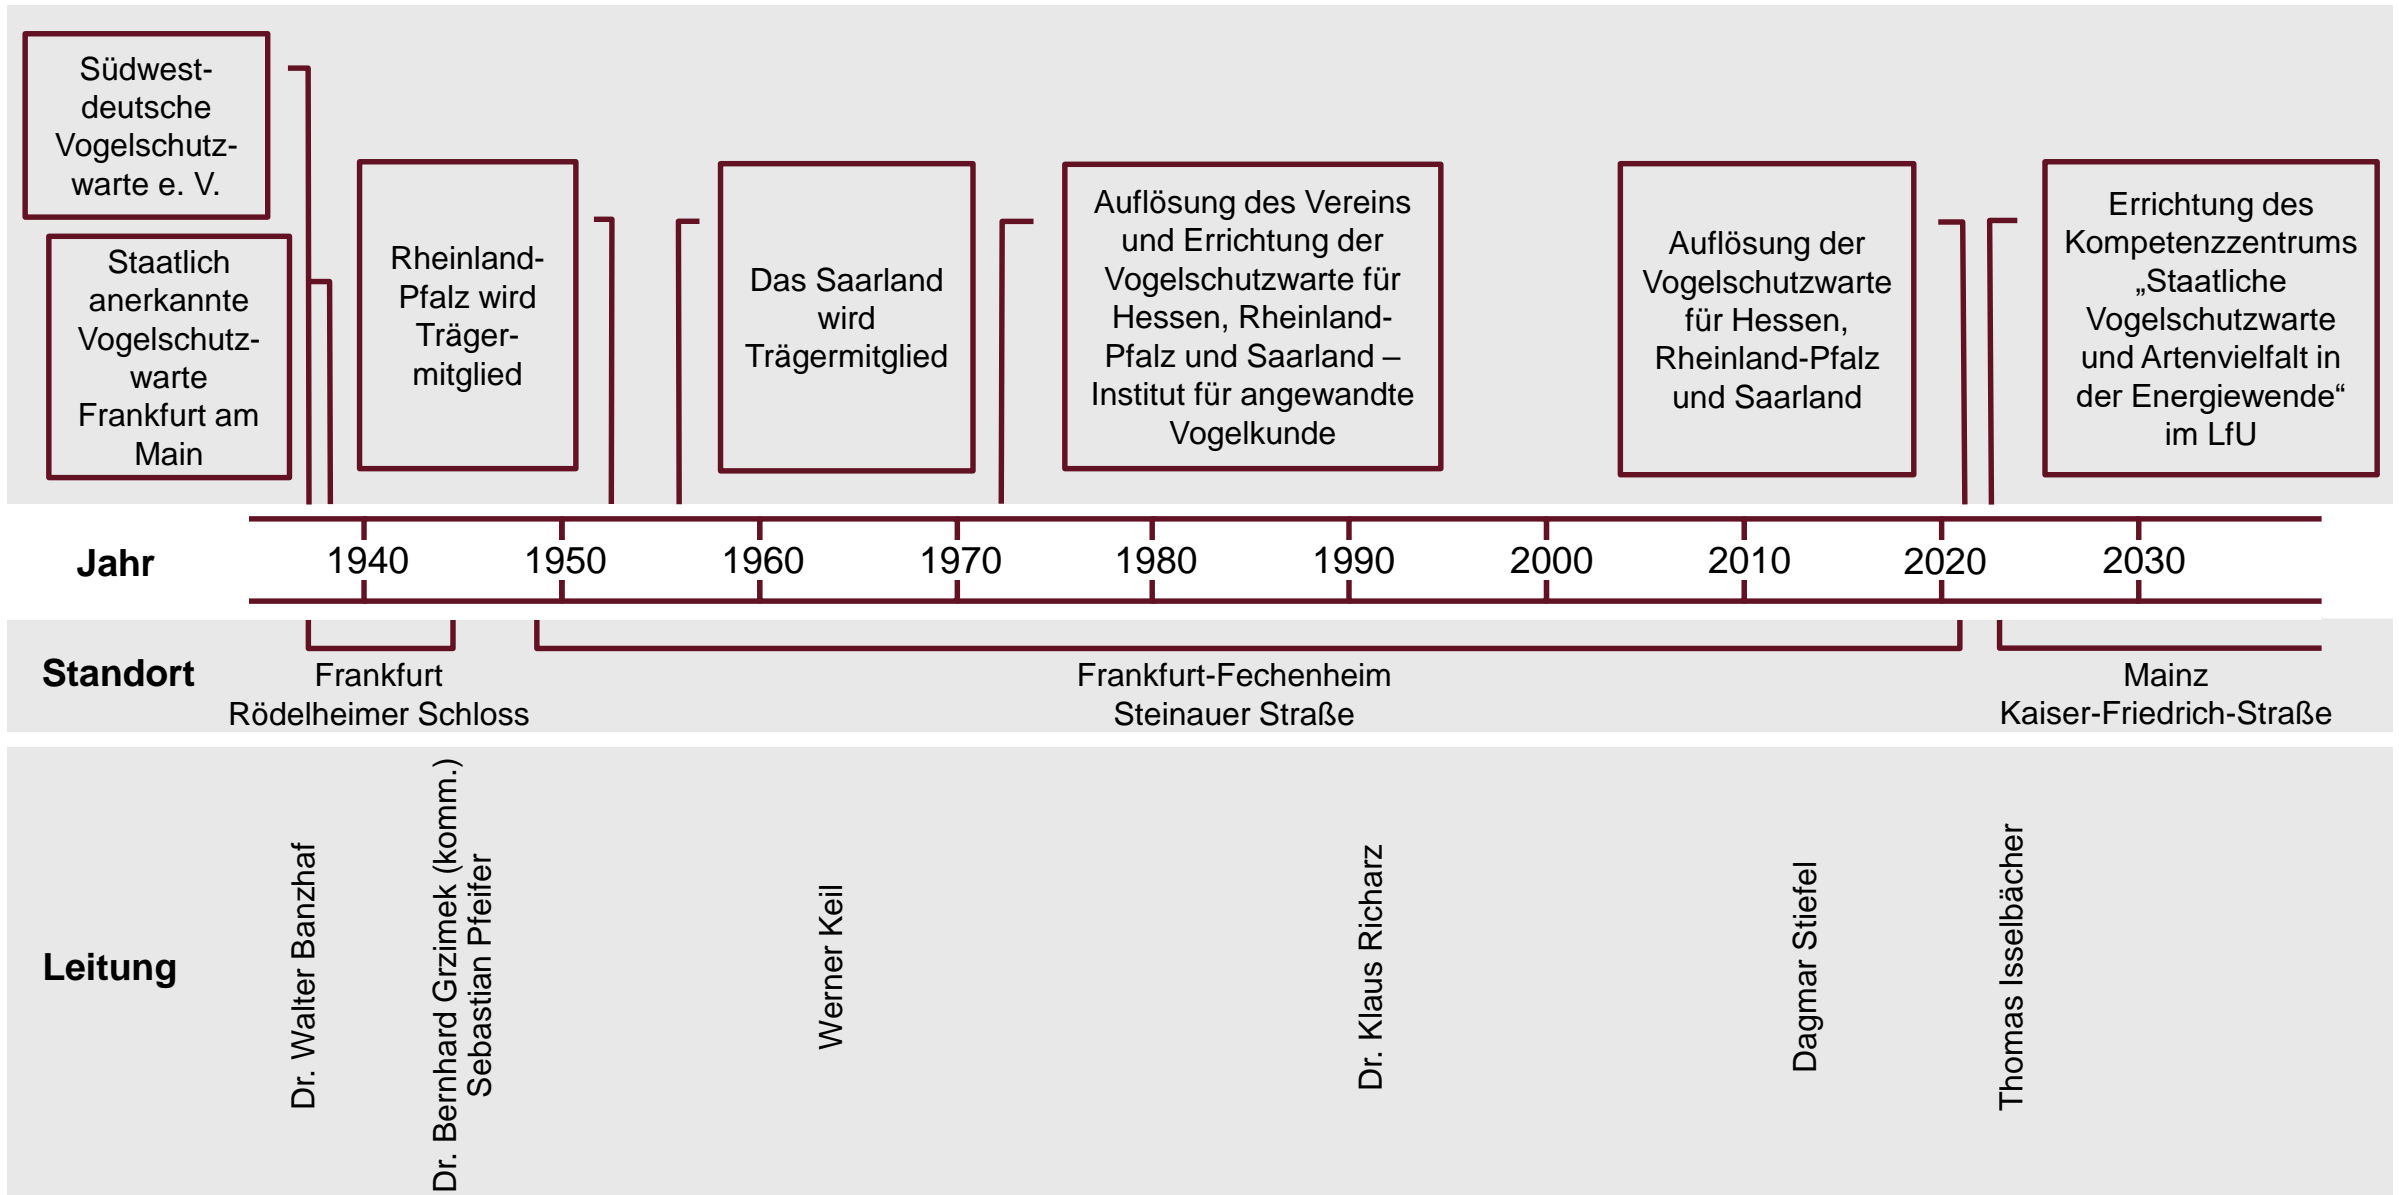 Südwest-
deutsche
Vogelschutz-
warte e. V.
Staatlich
anerkannte
Vogelschutz-
warte
Frankfurt am
Main
Rheinland-
Pfalz wird
Träger-
mitglied
Das Saarland
wird
Trägermitglied
Auflösung des Vereins
und Errichtung der
Vogelschutzwarte für
Hessen, Rheinland-
Pfalz und Saarland –
Institut für angewandte
Vogelkunde
Auflösung der
Vogelschutzwarte
für Hessen,
Rheinland-Pfalz
und Saarland
Errichtung des
Kompetenzzentrums
„Staatliche
Vogelschutzwarte
und Artenvielfalt in
der Energiewende“
im LfU
Jahr
1940
1950
1960
1970
1980
1990
2000
2010
2020
2030
Standort
Frankfurt
Rödelheimer Schloss
Frankfurt-Fechenheim
Steinauer Straße
Mainz
Kaiser-Friedrich-Straße
Leitung
Dr. Walter Banzhaf
Dr. Bernhard Grzimek (komm.)
Sebastian Pfeifer
Werner Keil
Dr. Klaus Richarz
Dagmar Stiefel
Thomas Isselbächer